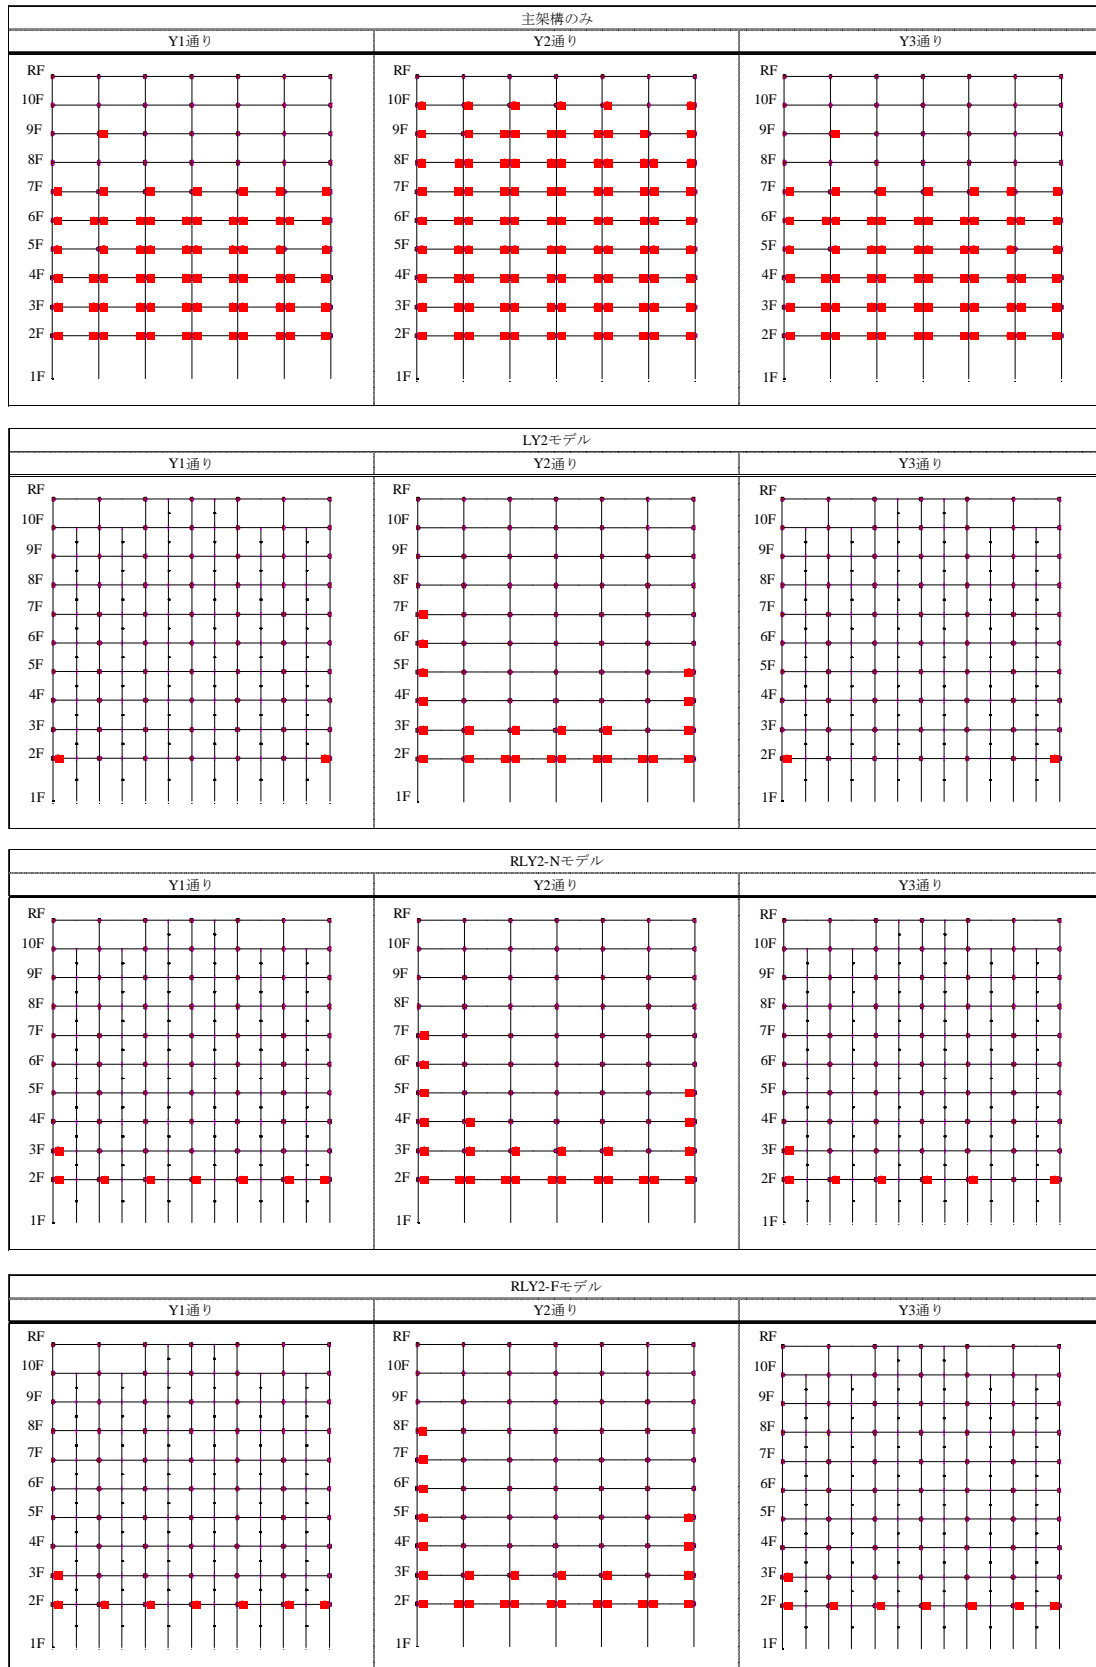 主架構のみ
Y1通り Y2通り Y3通り
RF RF RF
10F 10F 10F
9F 9F 9F
8F 8F 8F
7F 7F 7F
6F 6F 6F
5F 5F 5F
4F 4F 4F
3F 3F 3F
2F 2F 2F
1F 1F 1F
LY2モデル
Y1通り Y2通り Y3通り
RF RF RF
10F 10F 10F
9F 9F 9F
8F 8F 8F
7F 7F 7F
6F 6F 6F
5F 5F 5F
4F 4F 4F
3F 3F 3F
2F 2F 2F
1F 1F 1F
RLY2-Nモデル
Y1通り Y2通り Y3通り
RF RF RF
10F 10F 10F
9F 9F 9F
8F 8F 8F
7F 7F 7F
6F 6F 6F
5F 5F 5F
4F 4F 4F
3F 3F 3F
2F 2F 2F
1F 1F 1F
RLY2-Fモデル
Y1通り Y2通り Y3通り
RF RF RF
10F 10F 10F
9F 9F 9F
8F 8F 8F
7F 7F 7F
6F 6F 6F
5F 5F 5F
4F 4F 4F
3F 3F 3F
2F 2F 2F
1F 1F 1F